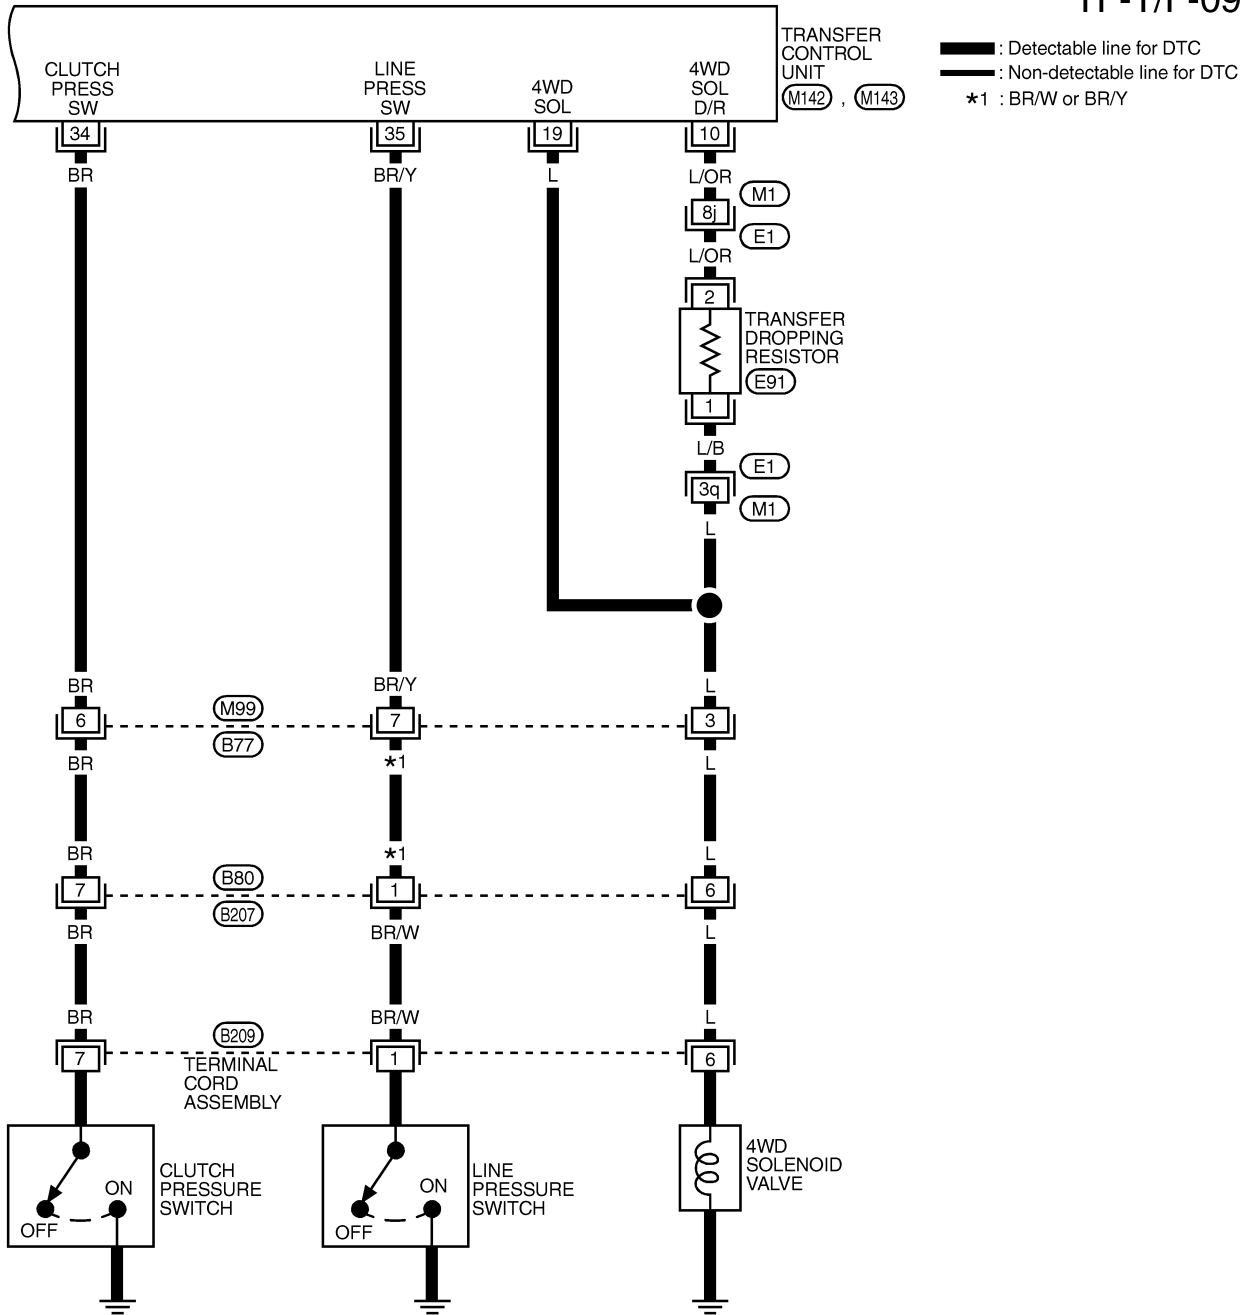 : Detectable line for DTC
: Non-detectable line for DTC
*1 : BR/W or BR/Y
TRANSFER
CONTROL
UNIT
M142 , M143
CLUTCH
PRESS
SW
LINE
PRESS
SW
4WD
SOL
4WD
SOL
D/R
34 35 19 10
BR BR/Y L L/OR
M1
8j
E1
L/OR
2
TRANSFER
DROPPING
RESISTOR
E91
1
L/B
E1
3q
M1
L
BR BR/Y L
M99
6 7 3
B77
BR *1 L
BR *1 L
B80
7 1 6
B207
BR BR/W L
BR BR/W L
B209
7 1 6
TERMINAL
CORD
ASSEMBLY
CLUTCH
PRESSURE
SWITCH
ON
OFF
LINE
PRESSURE
SWITCH
ON
OFF
4WD
SOLENOID
VALVE